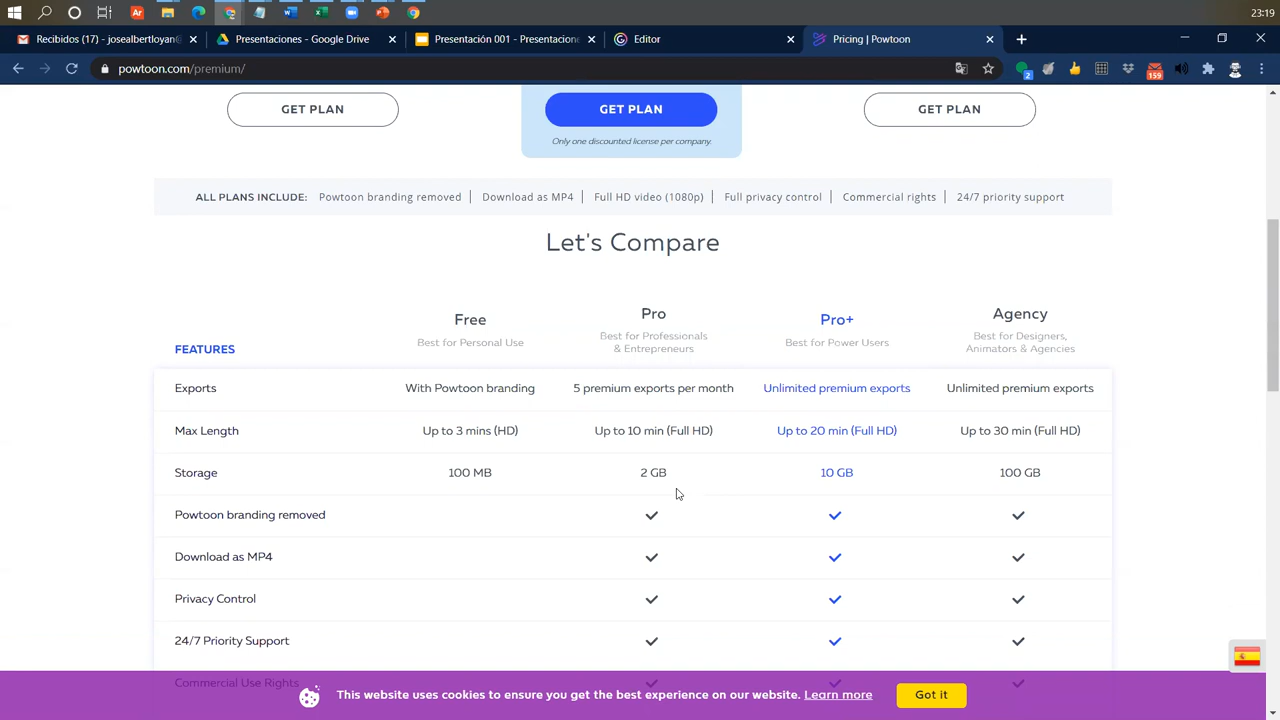 23:19
Recibidos (17) - josealbertloyan@
Presentaciones - Google Drive
Presentación 001 - Presentacione
Editor
Pricing | Powtoon
powtoon.com/premium/
2
159
GET PLAN
GET PLAN
GET PLAN
Only one discounted license per company.
ALL PLANS INCLUDE: Powtoon branding removed | Download as MP4 | Full HD video (1080p) | Full privacy control | Commercial rights | 24/7 priority support
Let's Compare
FEATURES
Free
Best for Personal Use
Pro
Best for Professionals
& Entrepreneurs
Pro+
Best for Power Users
Agency
Best for Designers,
Animators & Agencies
Exports With Powtoon branding 5 premium exports per month Unlimited premium exports Unlimited premium exports
Max Length Up to 3 mins (HD) Up to 10 min (Full HD) Up to 20 min (Full HD) Up to 30 min (Full HD)
Storage 100 MB 2 GB 10 GB 100 GB
Powtoon branding removed
Download as MP4
Privacy Control
24/7 Priority Support
Commercial Use Rights
This website uses cookies to ensure you get the best experience on our website. Learn more
Got it